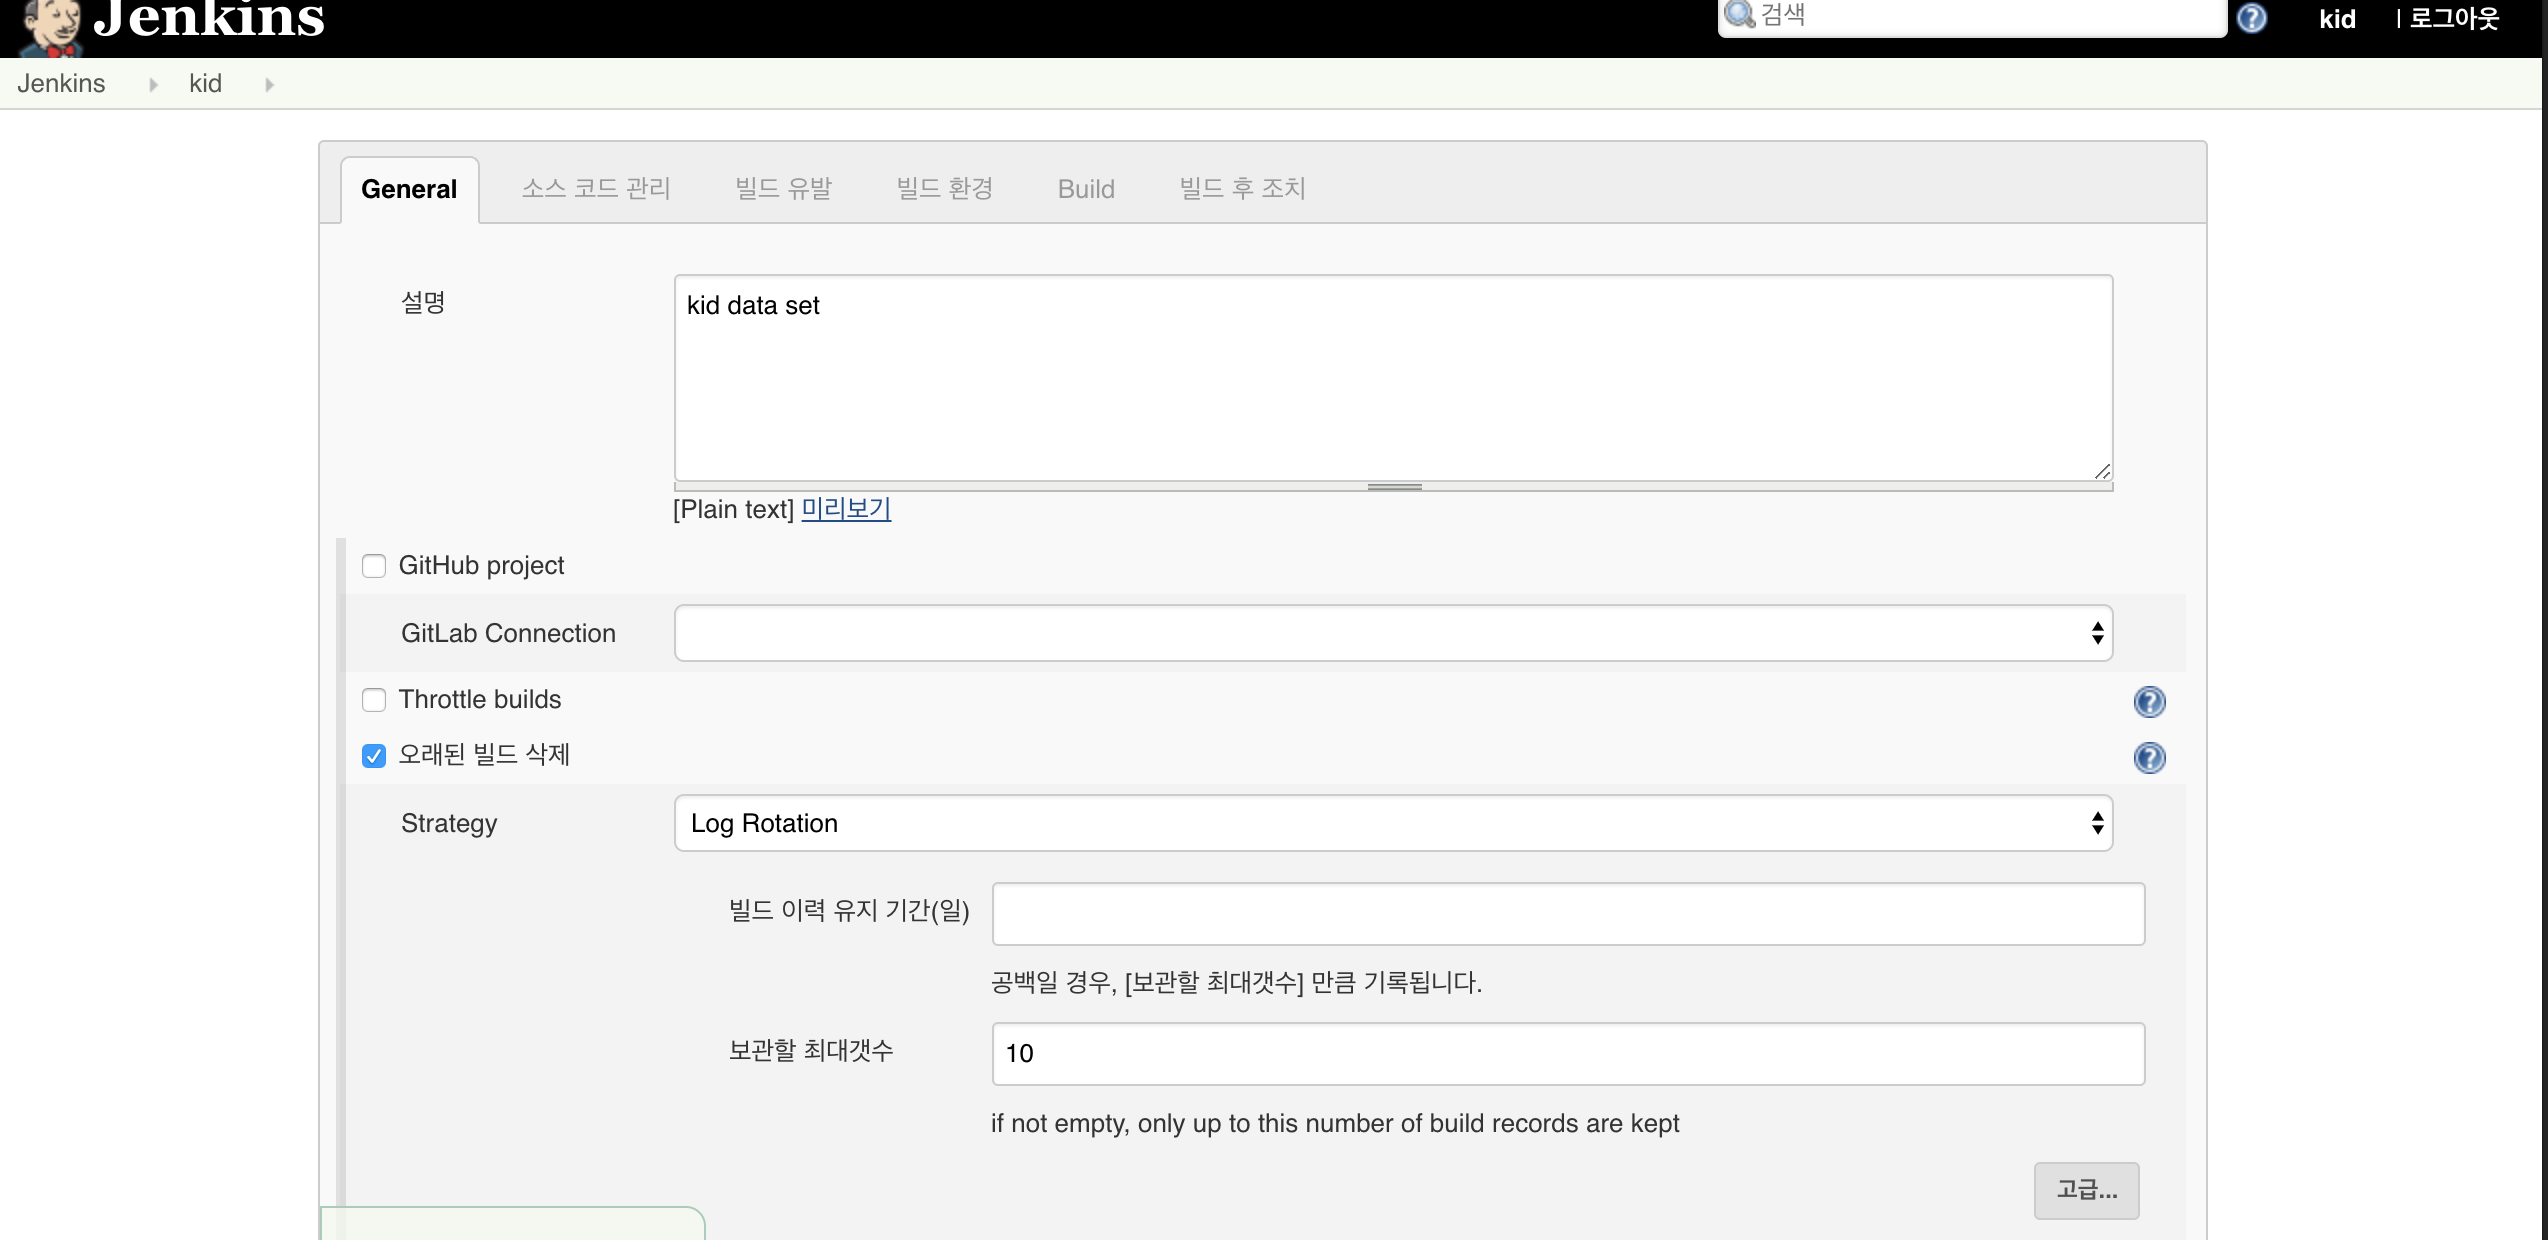 Jenkins
검색
kid
| 로그아웃
Jenkins
kid
General
소스 코드 관리
빌드 유발
빌드 환경
Build
빌드 후 조치
설명
kid data set
[Plain text] 미리보기
GitHub project
GitLab Connection
Throttle builds
오래된 빌드 삭제
Strategy
Log Rotation
빌드 이력 유지 기간(일)
공백일 경우, [보관할 최대갯수] 만큼 기록됩니다.
보관할 최대갯수
10
if not empty, only up to this number of build records are kept
고급...